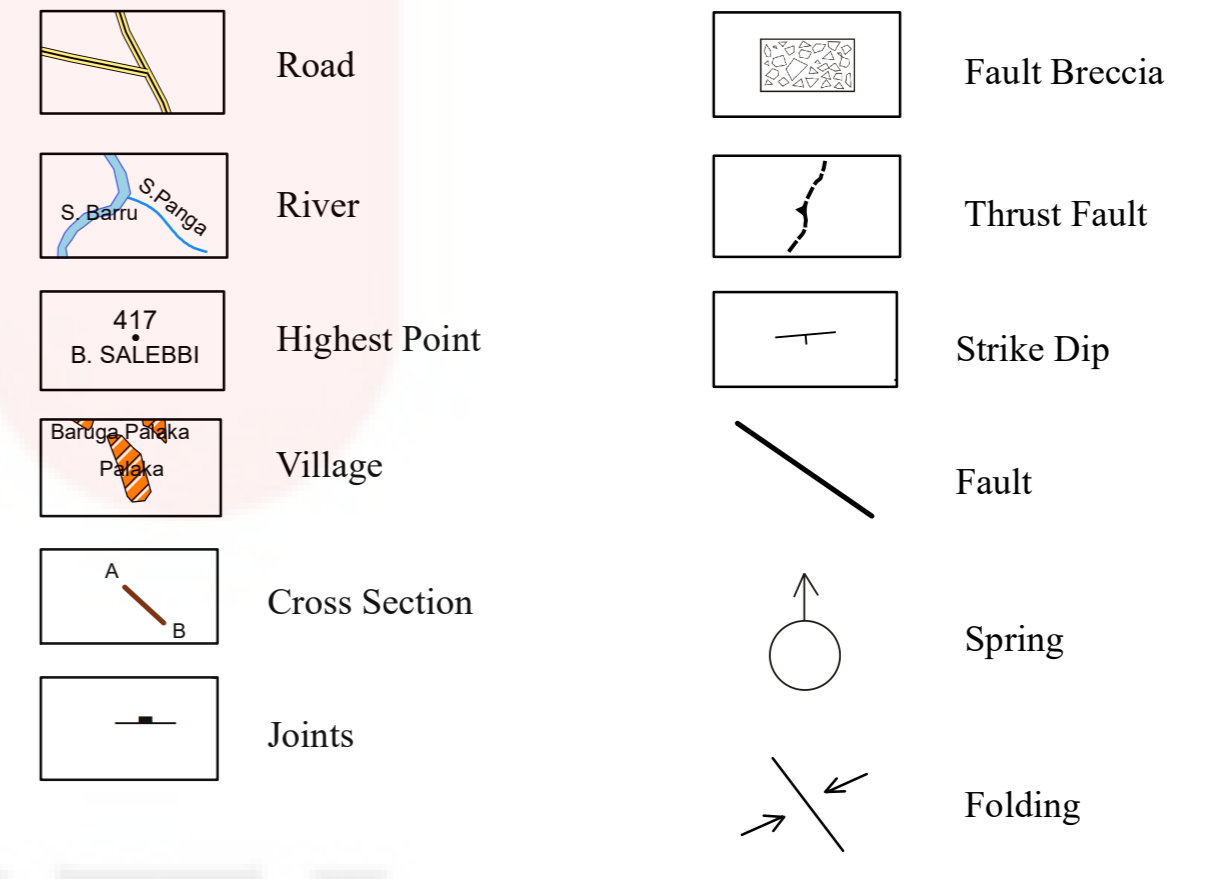 Road
S. Barru
S.Panga
River
417
B. SALEBBI
Highest Point
Baruga Palaka
Palaka
Village
A
B
Cross Section
Joints
Fault Breccia
Thrust Fault
Strike Dip
Fault
Spring
Folding